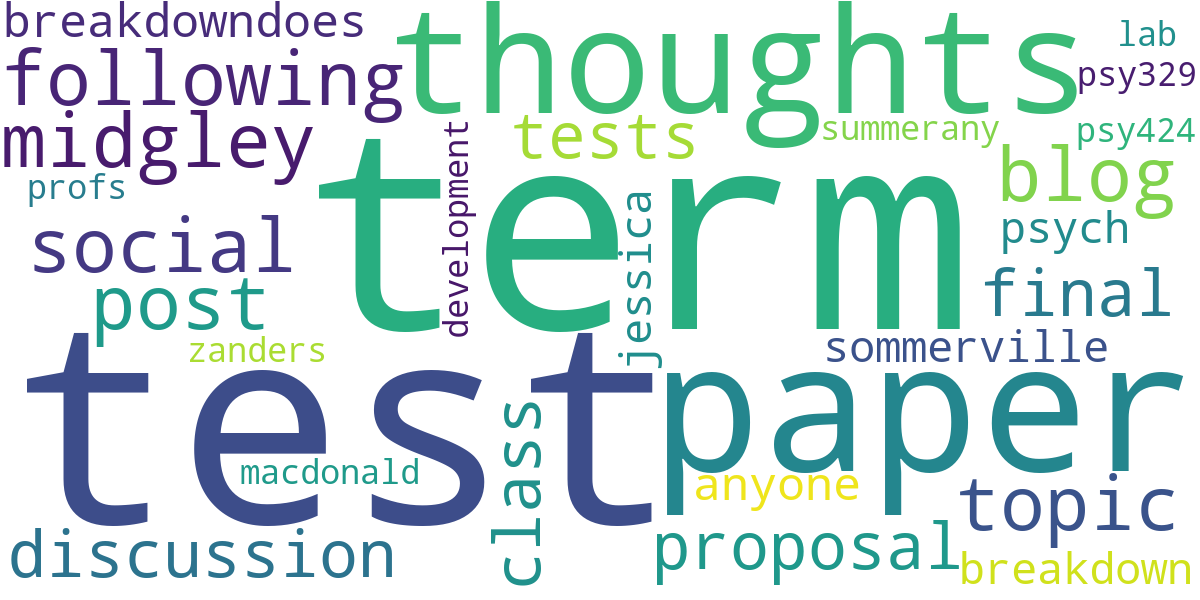 breakdowndoes
thoughts
lab
following
psy329
midgley
tests
summerany
psy424
development
term
blog
profs
jessica
social
psych
post
final
zanders
sommerville
test
paper
class
macdonald
anyone
topic
discussion
proposal
breakdown